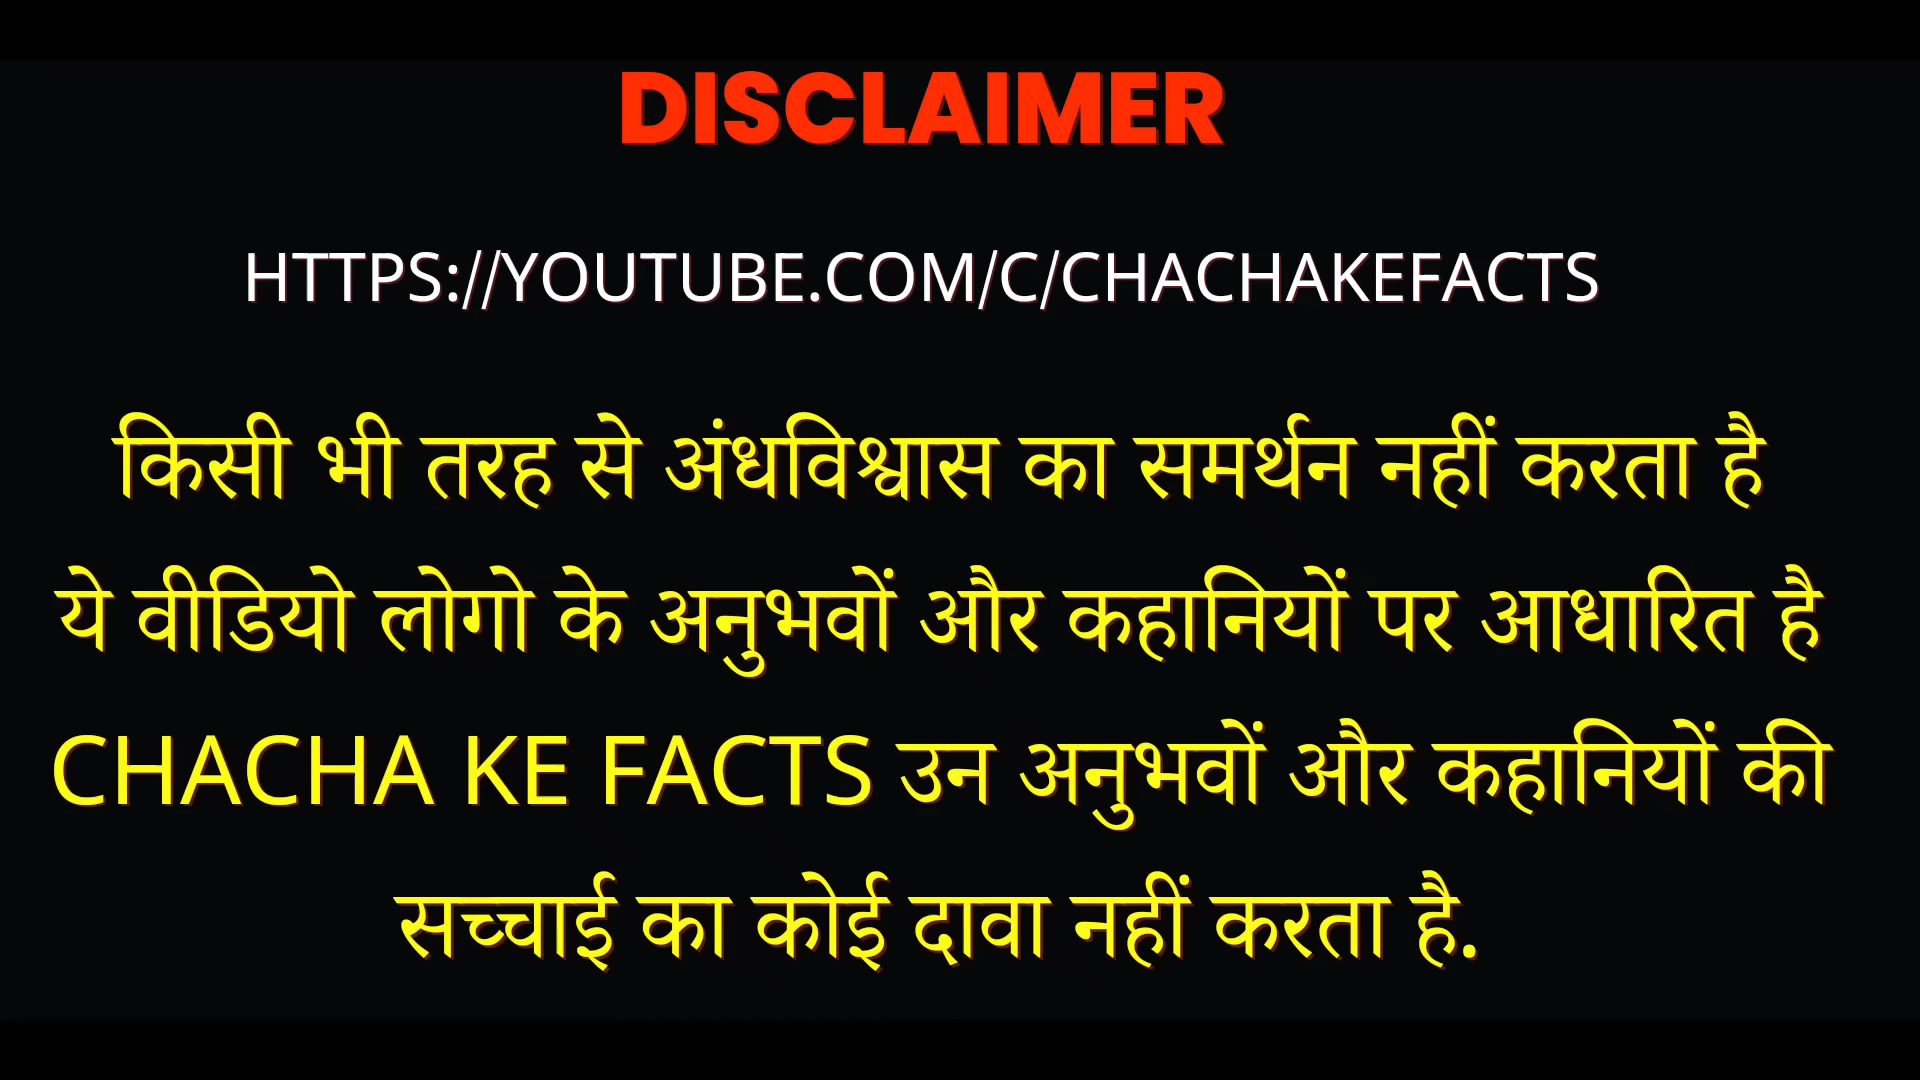 DISCLAIMER
HTTPS://YOUTUBE.COM/C/CHACHAKEFACTS
किसी भी तरह से अंधविश्वास का समर्थन नहीं करता है
ये वीडियो लोगो के अनुभवों और कहानियों पर आधारित है
CHACHA KE FACTS उन अनुभवों और कहानियों की
सच्चाई का कोई दावा नहीं करता है.